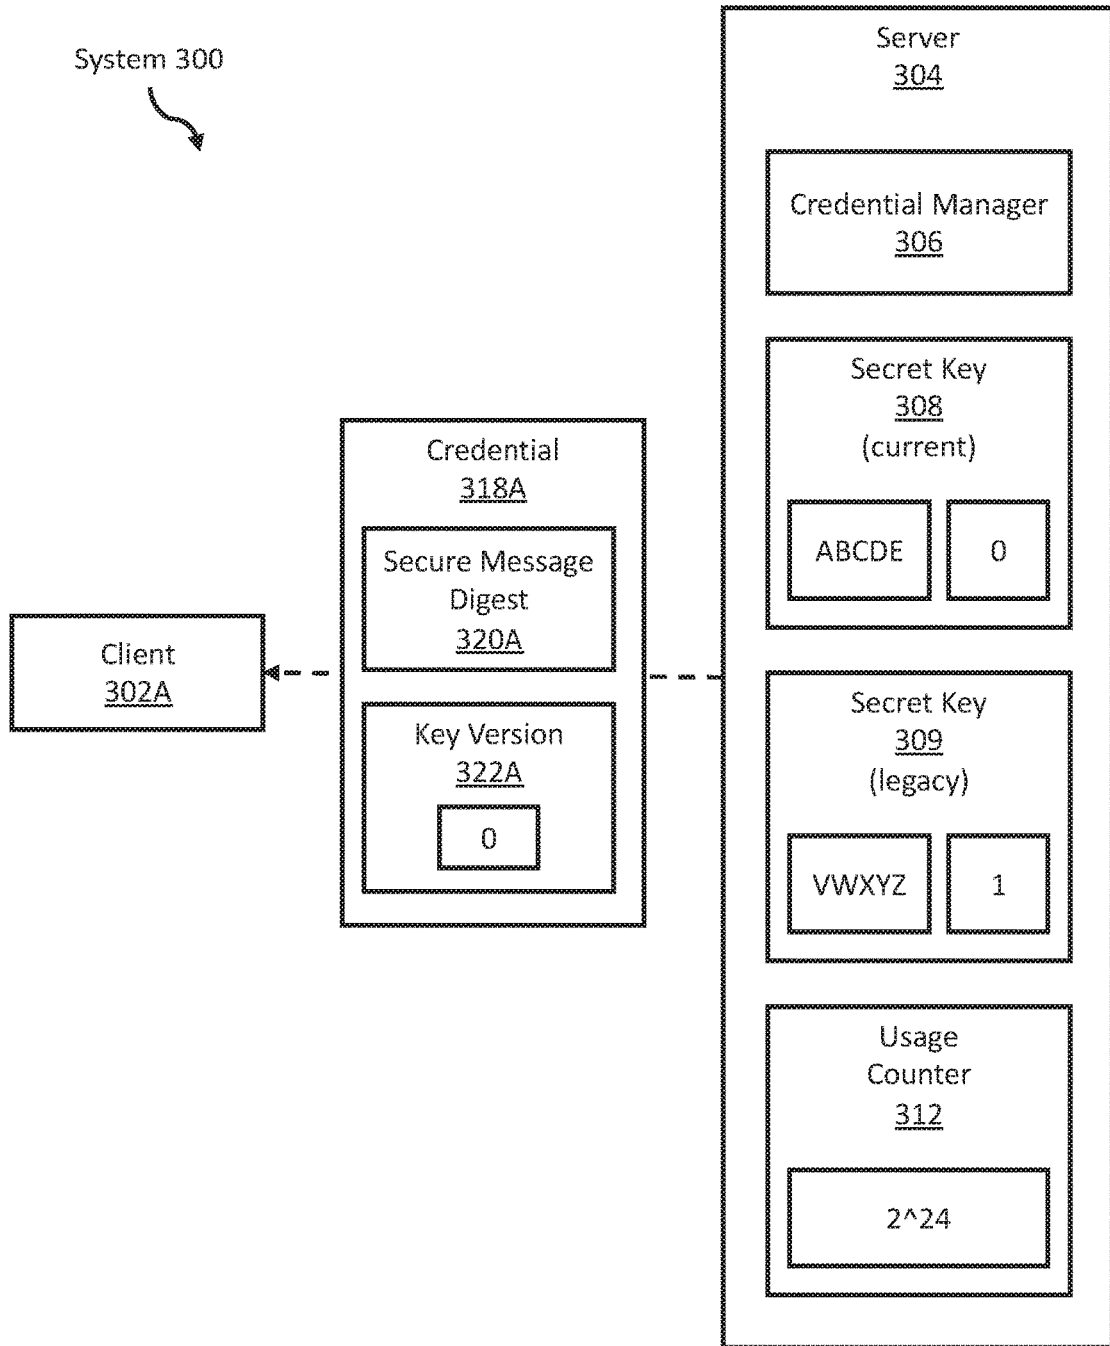 System 300
Server
304
Credential Manager
306
Secret Key
308
(current)
ABCDE
0
Credential
318A
Secure Message
Digest
320A
Key Version
322A
0
Client
302A
Secret Key
309
(legacy)
VWXYZ
1
Usage
Counter
312
2^24